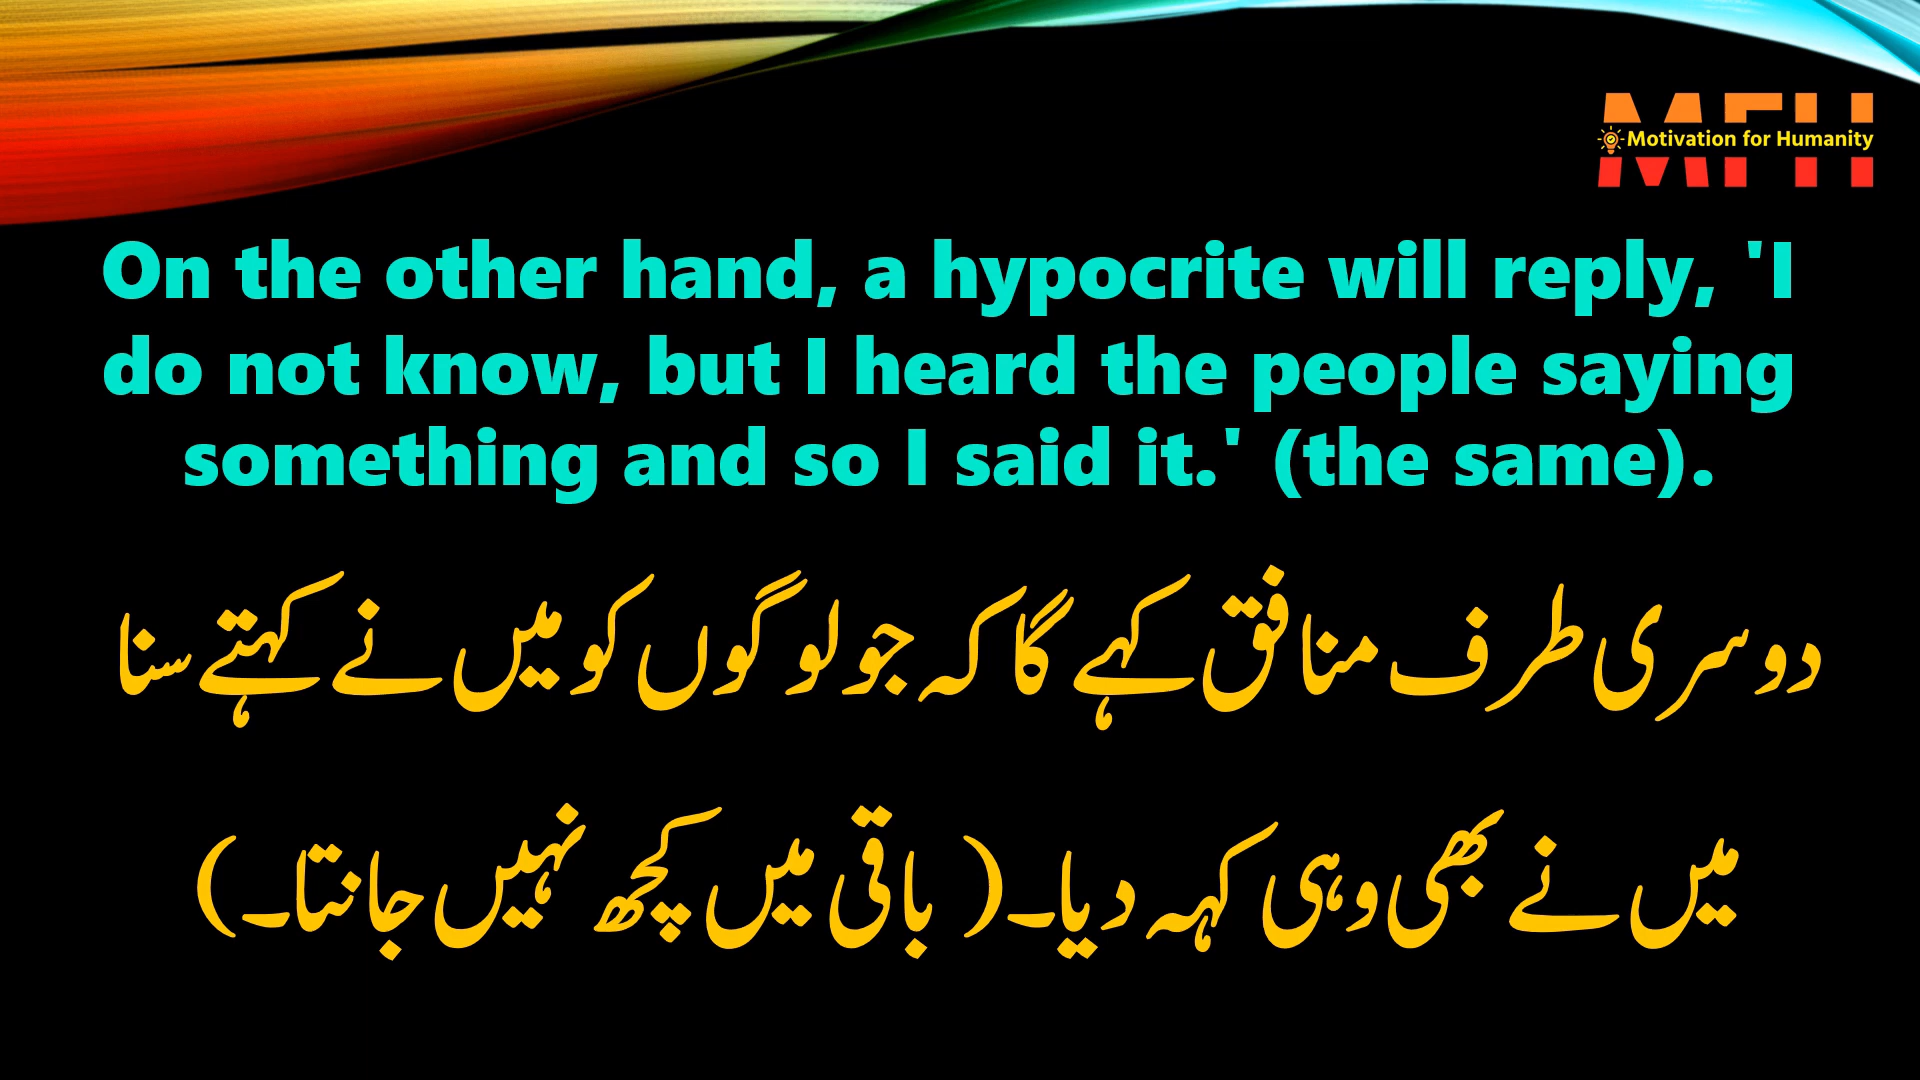 MFH
Motivation for Humanity
On the other hand, a hypocrite will reply, 'I
do not know, but I heard the people saying
something and so I said it.' (the same).
دوسری طرف منافق کہے گا کہ جو لوگوں کو میں نے کہتے سنا
میں نے بھی وہی کہہ دیا۔( باقی میں کچھ نہیں جانتا۔)